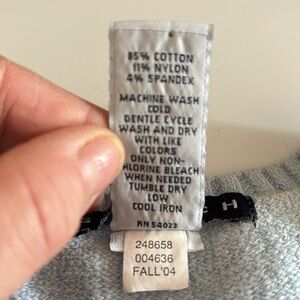 85% COTTON
11% NYLON
4% SPANDEX
MACHINE WASH
COLD
GENTLE CYCLE
WASH AND DRY
WITH LIKE
COLORS
ONLY NON-
CHLORINE BLEACH
WHEN NEEDED
TUMBLE DRY
LOW
COOL IRON
RN 54023
H
248658
004636
FALL'04